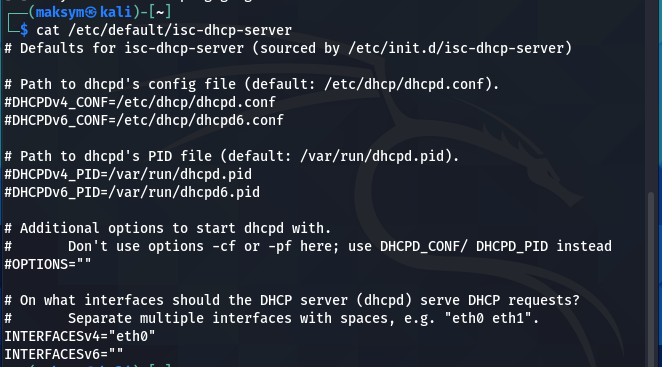 ┌──(maksym㉿kali)-[~]
└─$ cat /etc/default/isc-dhcp-server
# Defaults for isc-dhcp-server (sourced by /etc/init.d/isc-dhcp-server)

# Path to dhcpd's config file (default: /etc/dhcp/dhcpd.conf).
#DHCPDv4_CONF=/etc/dhcp/dhcpd.conf
#DHCPDv6_CONF=/etc/dhcp/dhcpd6.conf

# Path to dhcpd's PID file (default: /var/run/dhcpd.pid).
#DHCPDv4_PID=/var/run/dhcpd.pid
#DHCPDv6_PID=/var/run/dhcpd6.pid

# Additional options to start dhcpd with.
#       Don't use options -cf or -pf here; use DHCPD_CONF/ DHCPD_PID instead
#OPTIONS=""

# On what interfaces should the DHCP server (dhcpd) serve DHCP requests?
#       Separate multiple interfaces with spaces, e.g. "eth0 eth1".
INTERFACESv4="eth0"
INTERFACESv6=""